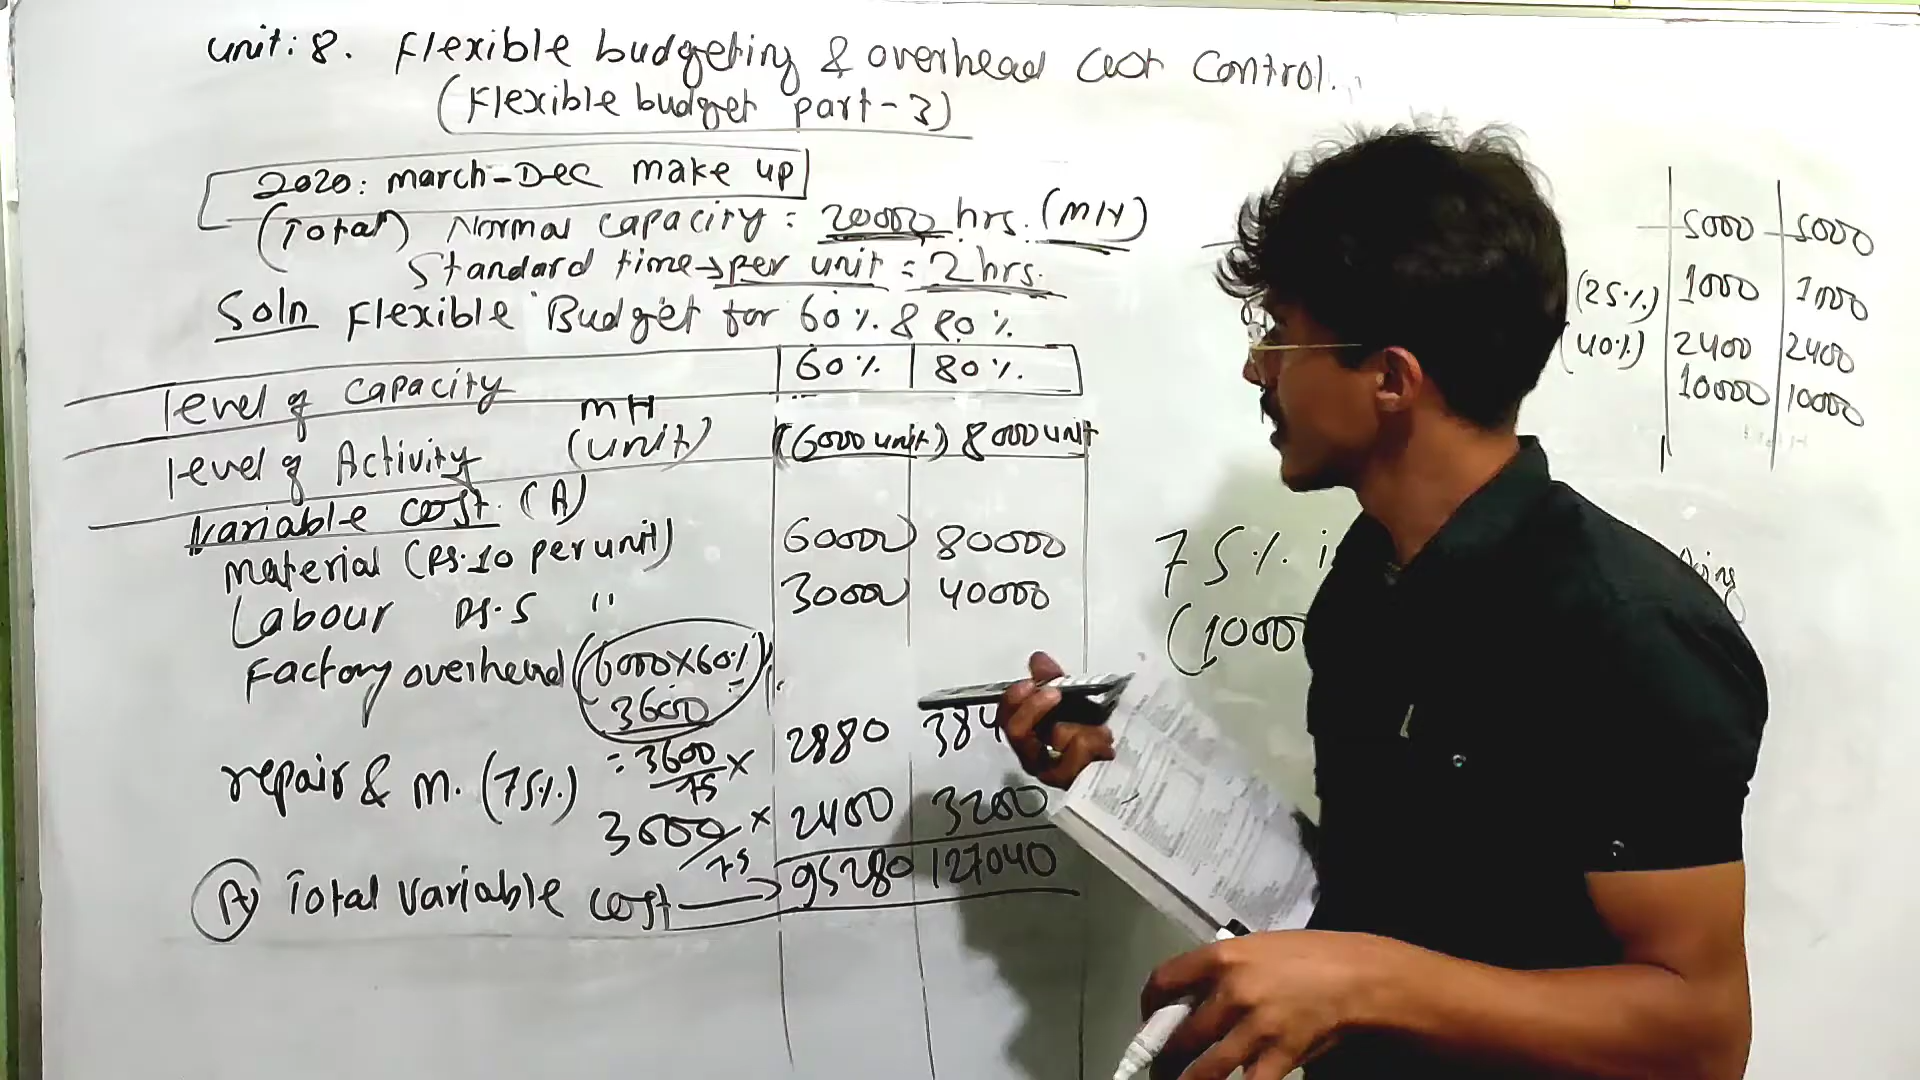 unit: 8. Flexible budgeting & overhead cost control.
(Flexible budget part-3)
2020: march-Dec make up
(Total) Normal capacity = 20000 hrs. (M/H)
Standard time→per unit = 2 hrs.
Soln Flexible Budget for 60% & 80%
level of capacity 60% 80%
level of Activity MH (unit) (6000 unit) 8000 unit
Variable cost. (A)
material (Rs.10 per unit) 60000 80000
Labour Rs.5 " 30000 40000
Factory overhead (6000×60% =
3600
= 3600/75 × 2880 384
repair & m. (75%) 3000/75 × 2400 3200
(A) Total variable cost → 95280 127040
5000 5000
(25%) 1000 1000
(40%) 2400 2400
10000 10000
75%
(1000